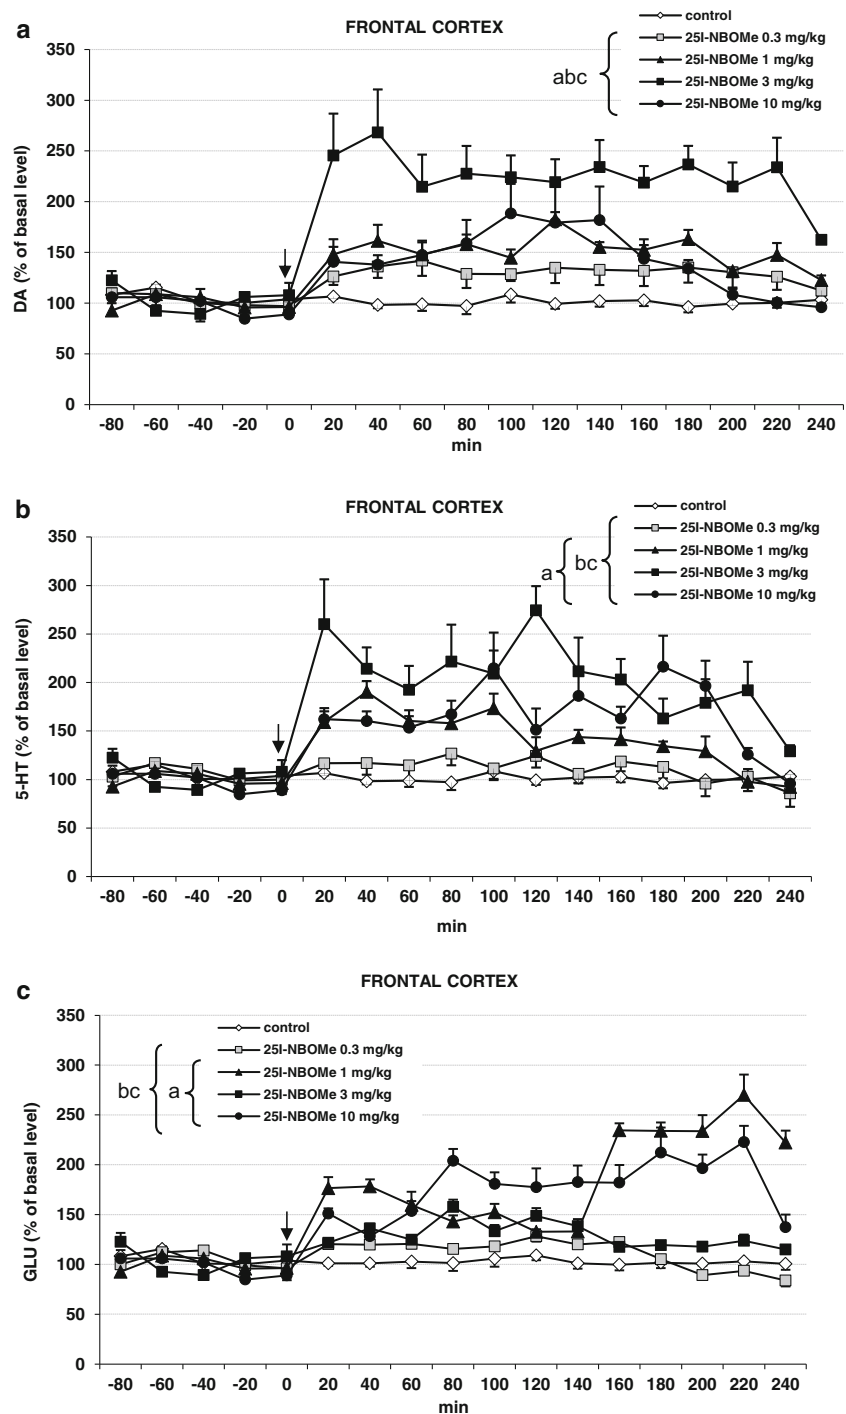 a
FRONTAL CORTEX
control
25I-NBOMe 0.3 mg/kg
25I-NBOMe 1 mg/kg
25I-NBOMe 3 mg/kg
25I-NBOMe 10 mg/kg
abc
DA (% of basal level)
350
300
250
200
150
100
50
0
-80 -60 -40 -20 0 20 40 60 80 100 120 140 160 180 200 220 240
min
b
FRONTAL CORTEX
control
25I-NBOMe 0.3 mg/kg
25I-NBOMe 1 mg/kg
25I-NBOMe 3 mg/kg
25I-NBOMe 10 mg/kg
a bc
5-HT (% of basal level)
350
300
250
200
150
100
50
0
-80 -60 -40 -20 0 20 40 60 80 100 120 140 160 180 200 220 240
min
c
FRONTAL CORTEX
control
25I-NBOMe 0.3 mg/kg
25I-NBOMe 1 mg/kg
25I-NBOMe 3 mg/kg
25I-NBOMe 10 mg/kg
bc a
GLU (% of basal level)
350
300
250
200
150
100
50
0
-80 -60 -40 -20 0 20 40 60 80 100 120 140 160 180 200 220 240
min